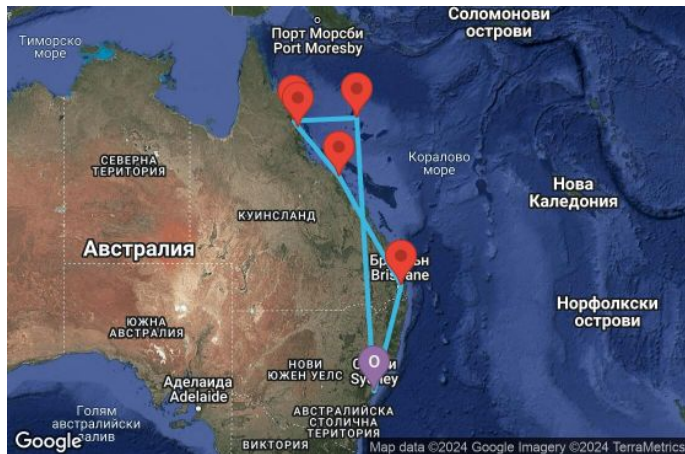 Соломонови
острови
Порт Морсби
Port Moresby
Тиморско
море
СЕВЕРНА
ТЕРИТОРИЯ
Коралово
море
Нова
Каледония
КУИНСЛАНД
Австралия
Brisbane
Норфолкски
острови
ЮЖНА
АВСТРАЛИЯ
НОВИ
ЮЖЕН УЕЛС
O
Sydney
Аделаида
Adelaide
Голям
австралийски
залив
АВСТРАЛИЙСКА
СТОЛИЧНА
ТЕРИТОРИЯ
ВИКТОРИЯ
Google
Map data ©2024 Google Imagery ©2024 TerraMetrics